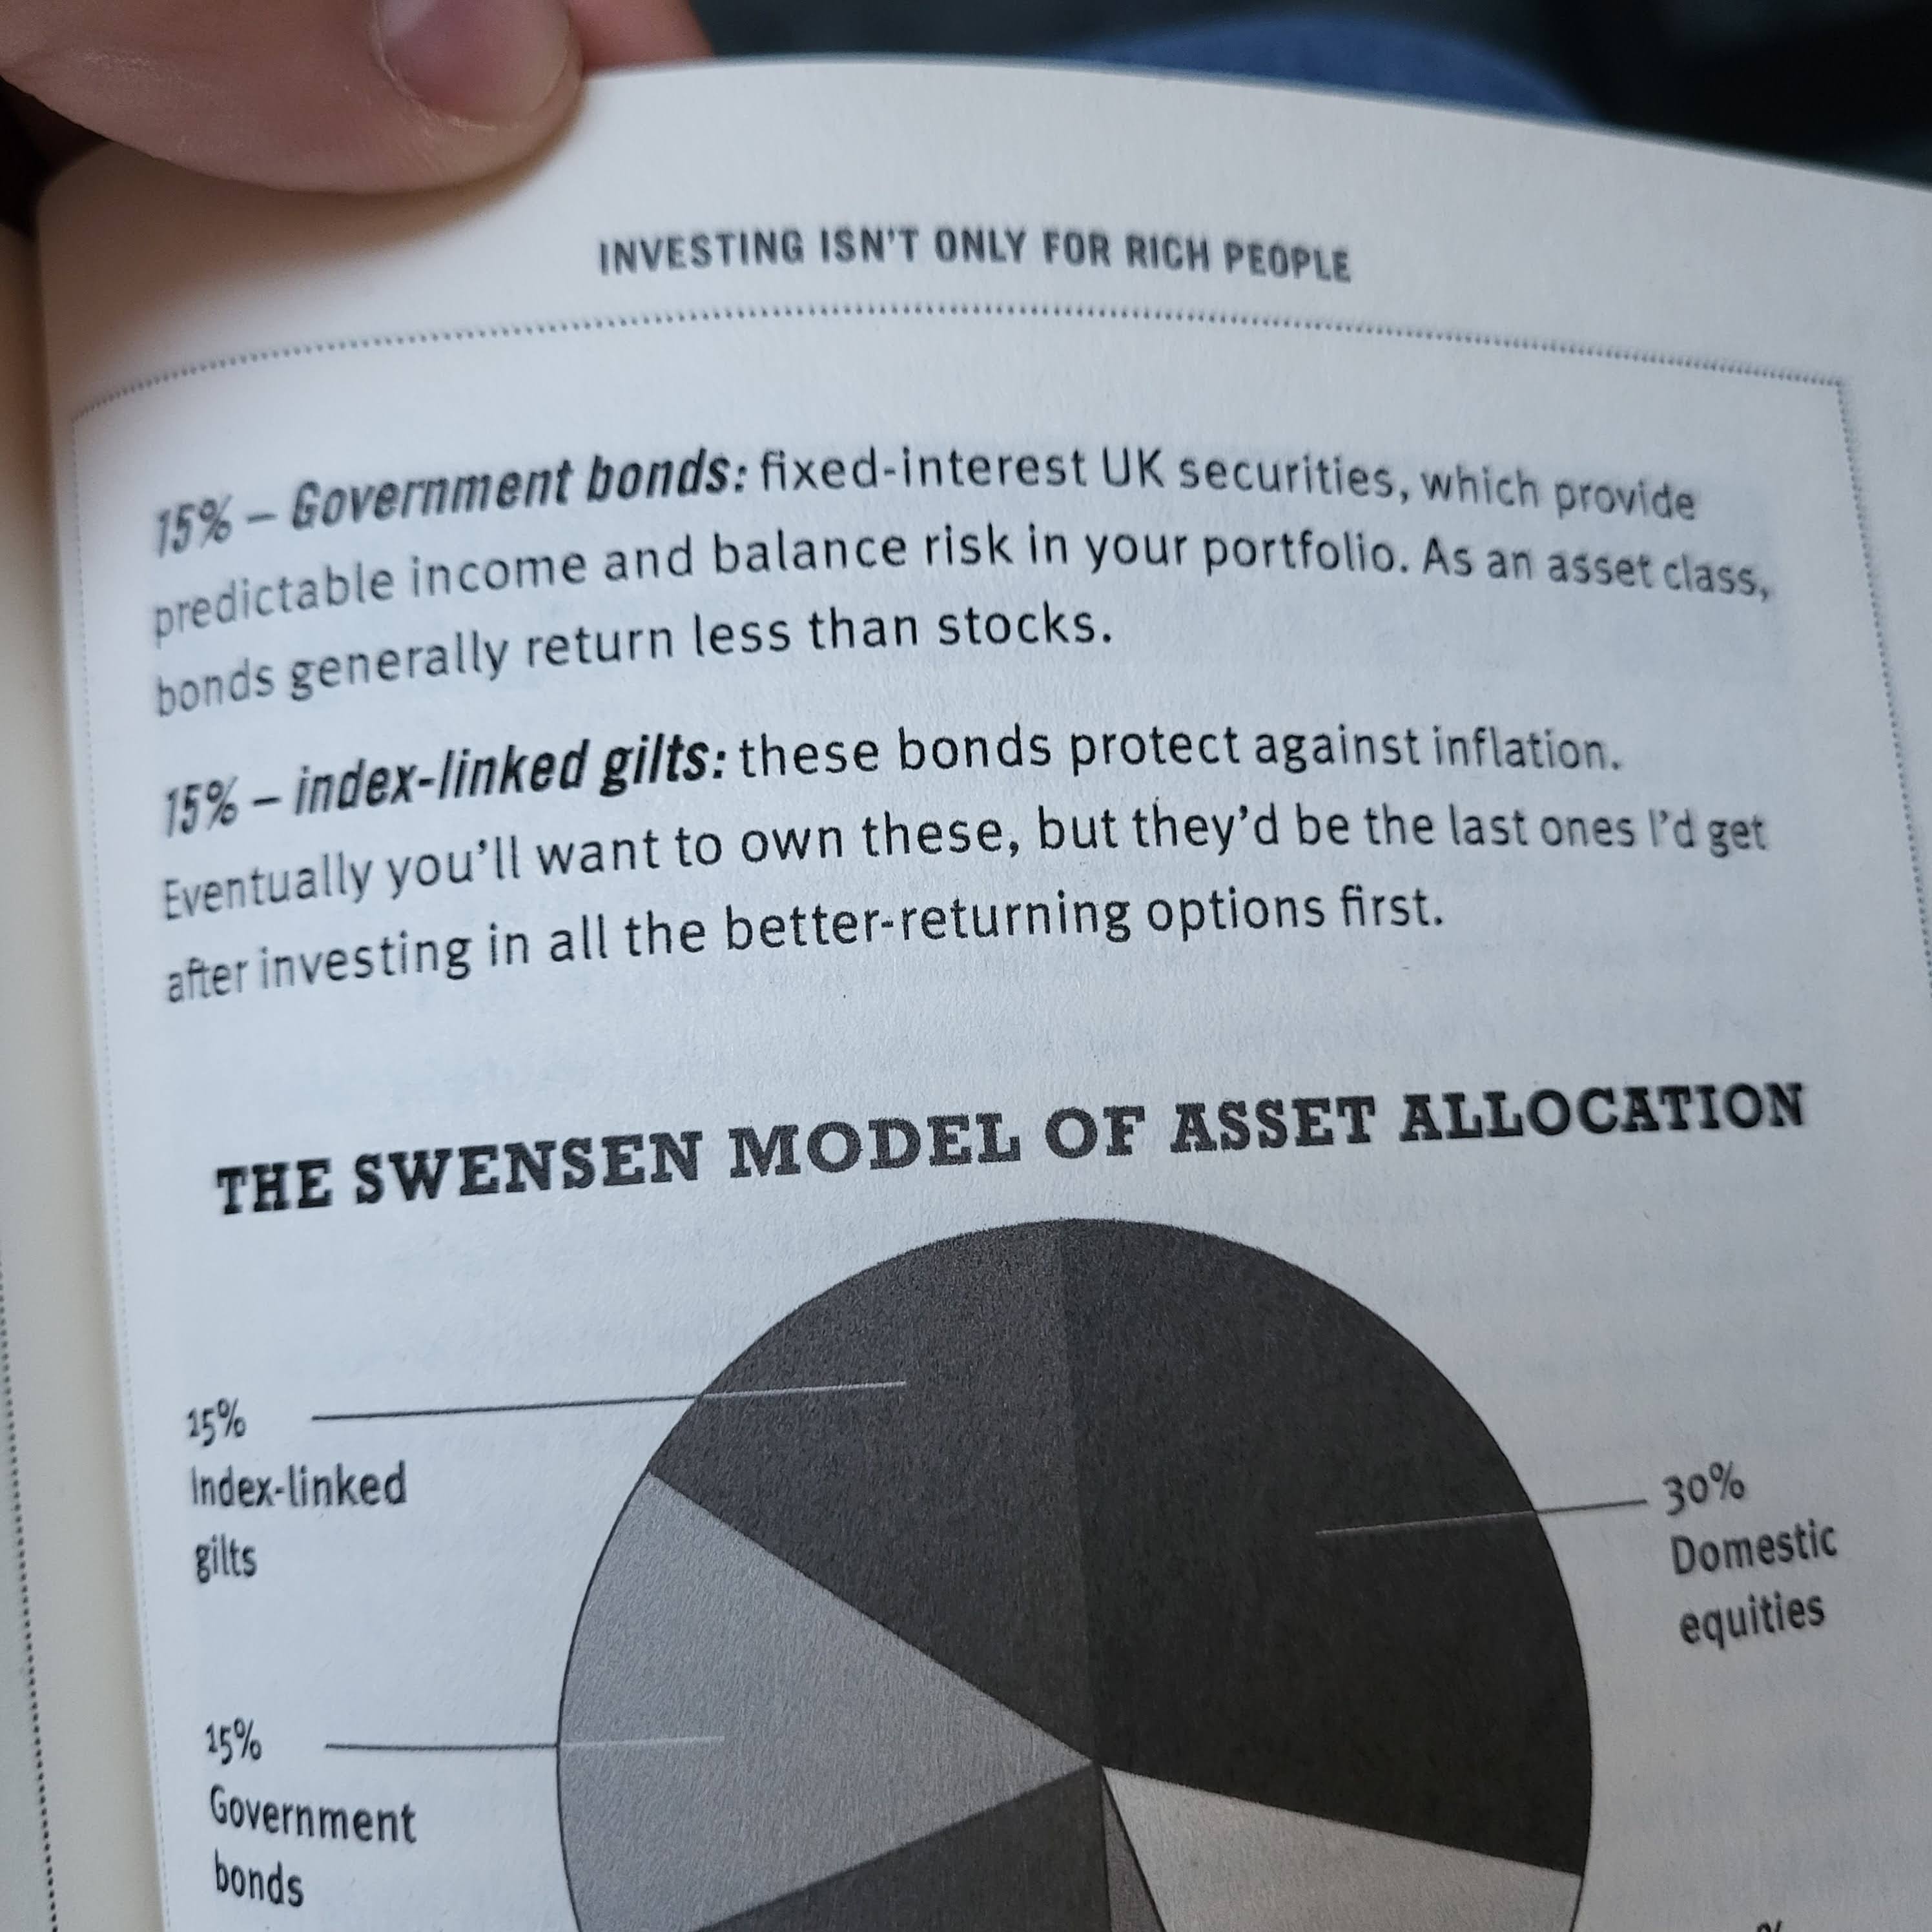 INVESTING ISN'T ONLY FOR RICH PEOPLE
15% – Government bonds: fixed-interest UK securities, which provide
predictable income and balance risk in your portfolio. As an asset class,
bonds generally return less than stocks.
15% – index-linked gilts: these bonds protect against inflation.
Eventually you'll want to own these, but they'd be the last ones I'd get
after investing in all the better-returning options first.
THE SWENSEN MODEL OF ASSET ALLOCATION
15%
Index-linked
gilts
30%
Domestic
equities
15%
Government
bonds